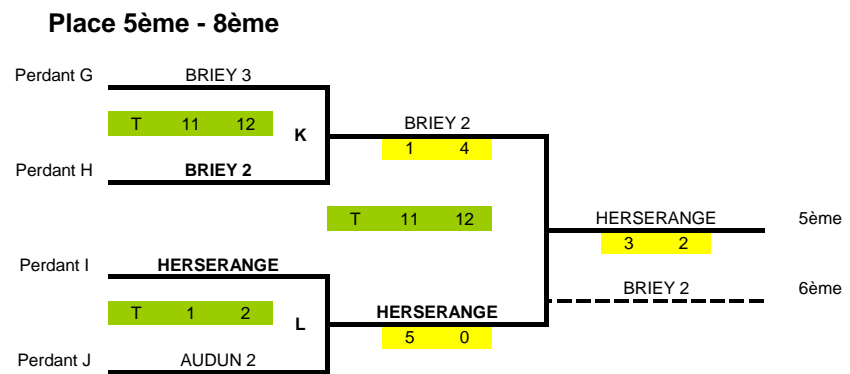 Place 5ème - 8ème
Perdant G BRIEY 3
T 11 12 K BRIEY 2
1 4
Perdant H BRIEY 2
T 11 12 HERSERANGE 5ème
3 2
Perdant I HERSERANGE BRIEY 2 6ème
T 1 2 L HERSERANGE
5 0
Perdant J AUDUN 2